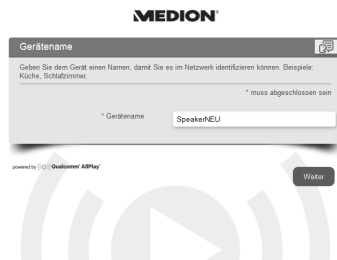 MEDION®
Gerätename
Geben Sie dem Gerät einen Namen, damit Sie es im Netzwerk identifizieren können. Beispiele:
Küche, Schlafzimmer.
* muss abgeschlossen sein
* Gerätename
SpeakerNEU
powered by Qualcomm® AllPlay™
Weiter